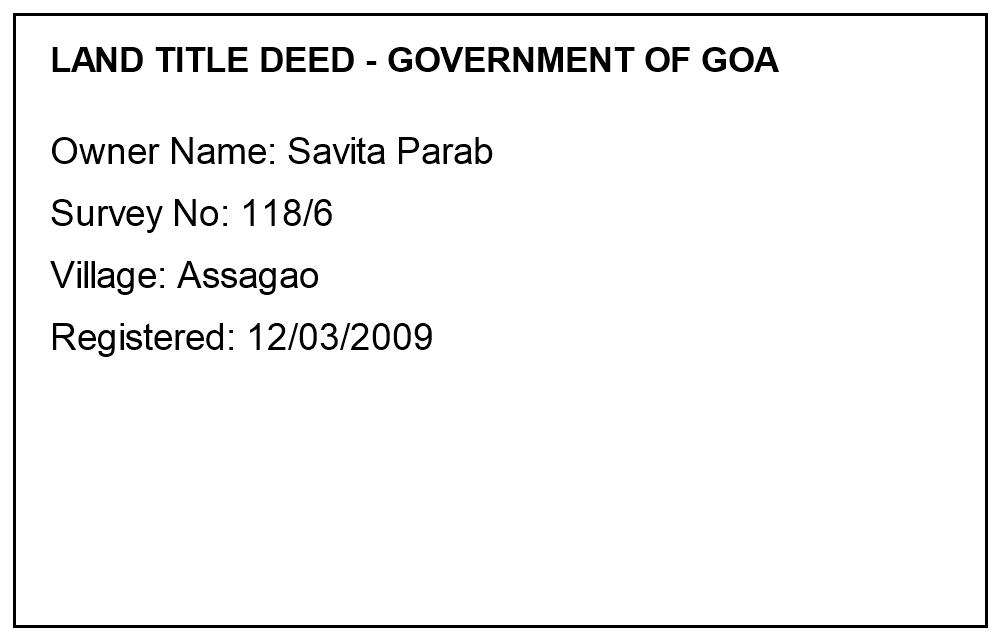 LAND TITLE DEED - GOVERNMENT OF GOA
Owner Name: Savita Parab
Survey No: 118/6
Village: Assagao
Registered: 12/03/2009